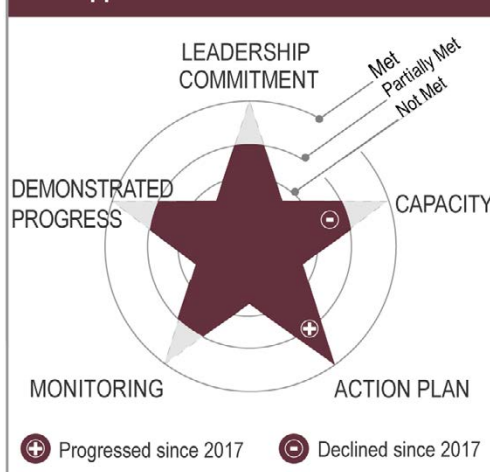 LEADERSHIP
COMMITMENT
Met
Partially Met
Not Met
DEMONSTRATED
PROGRESS
CAPACITY
MONITORING
ACTION PLAN
Progressed since 2017
Declined since 2017